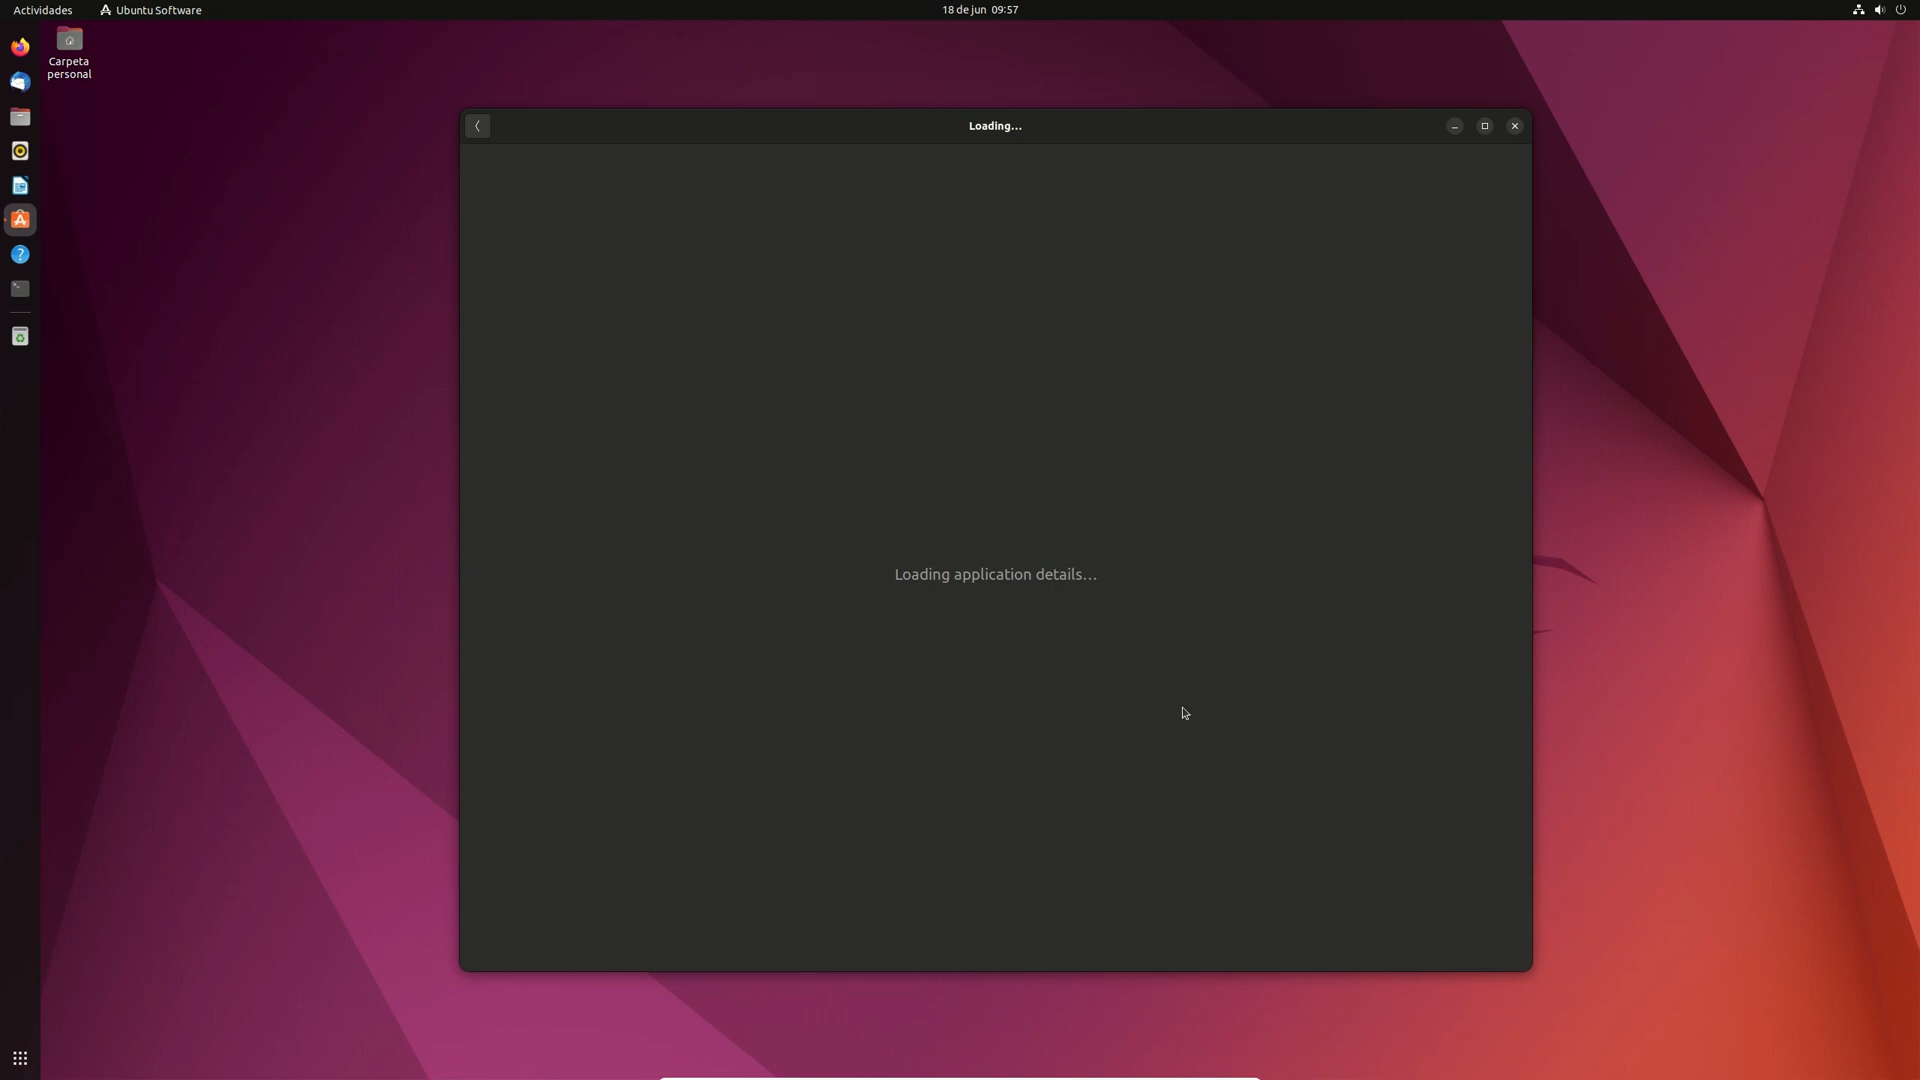 Actividades
Ubuntu Software
18 de jun 09:57
Carpeta
personal
Loading...
Loading application details...